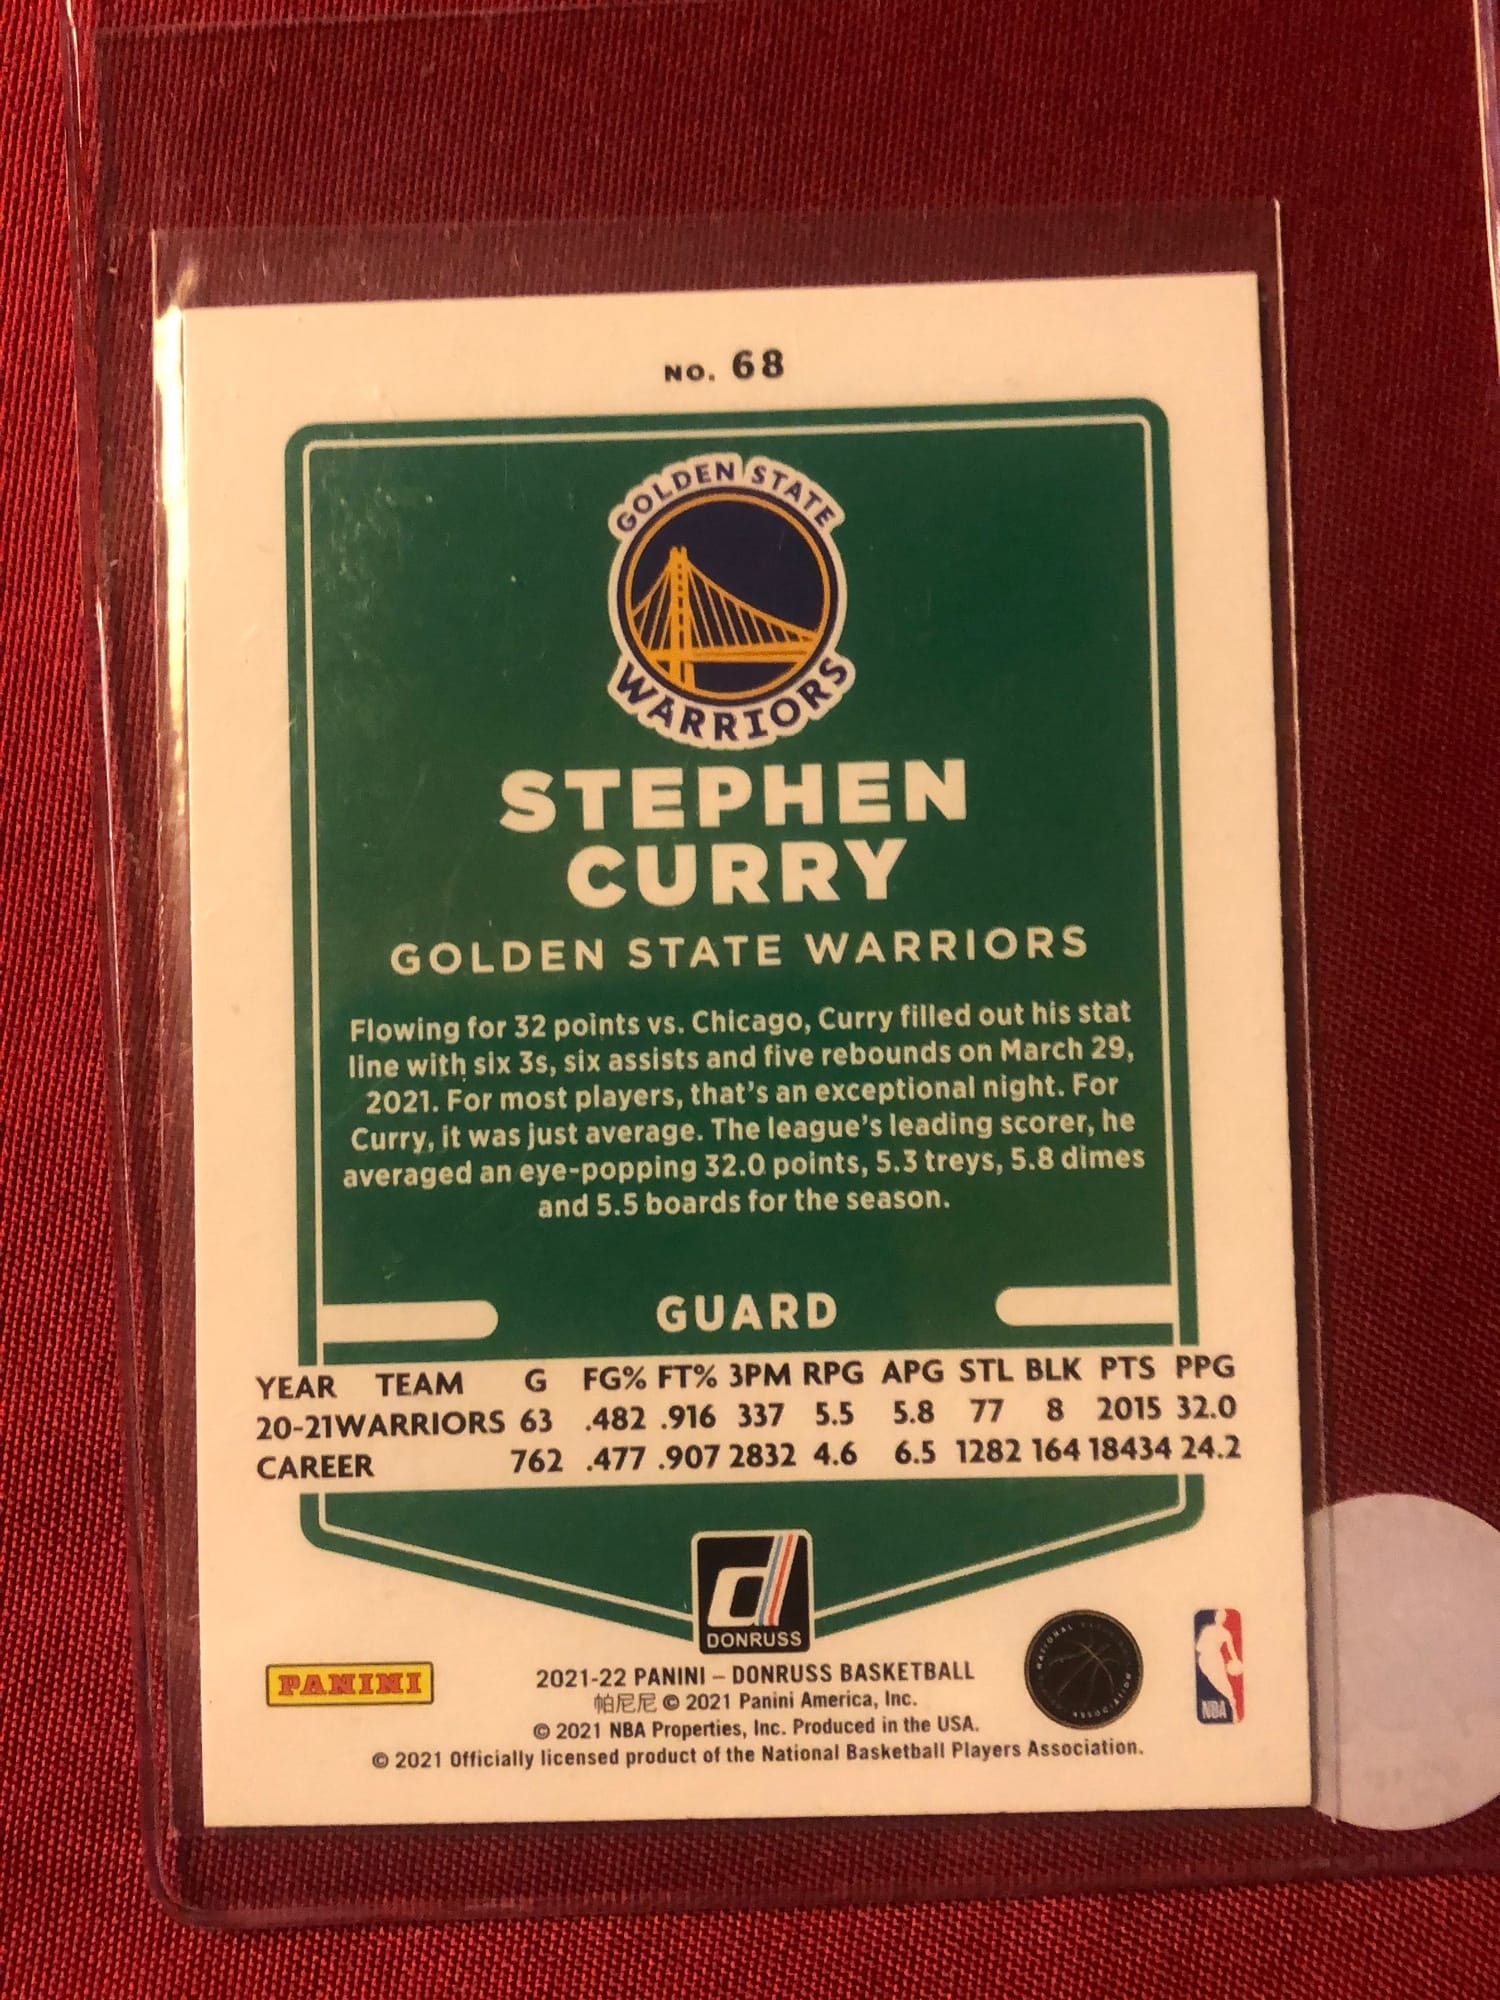 NO. 68
GOLDEN STATE
WARRIORS
STEPHEN
CURRY
GOLDEN STATE WARRIORS
Flowing for 32 points vs. Chicago, Curry filled out his stat
line with six 3s, six assists and five rebounds on March 29,
2021. For most players, that's an exceptional night. For
Curry, it was just average. The league's leading scorer, he
averaged an eye-popping 32.0 points, 5.3 treys, 5.8 dimes
and 5.5 boards for the season.
GUARD
YEAR TEAM G FG% FT% 3PM RPG APG STL BLK PTS PPG
20-21 WARRIORS 63 .482 .916 337 5.5 5.8 77 8 2015 32.0
CAREER 762 .477 .907 2832 4.6 6.5 1282 164 18434 24.2
d
DONRUSS
PANINI
2021-22 PANINI – DONRUSS BASKETBALL
帕尼尼 © 2021 Panini America, Inc.
© 2021 NBA Properties, Inc. Produced in the USA.
© 2021 Officially licensed product of the National Basketball Players Association.
NBA